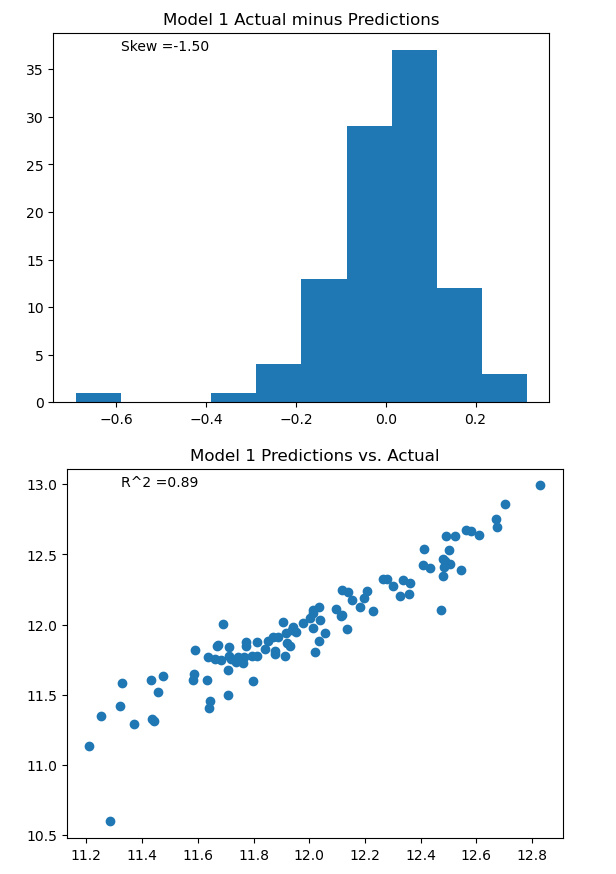 Model 1 Actual minus Predictions
Skew =-1.50
35
30
25
20
15
10
5
0
−0.6 −0.4 −0.2 0.0 0.2
Model 1 Predictions vs. Actual
R^2 =0.89
13.0
12.5
12.0
11.5
11.0
10.5
11.2 11.4 11.6 11.8 12.0 12.2 12.4 12.6 12.8